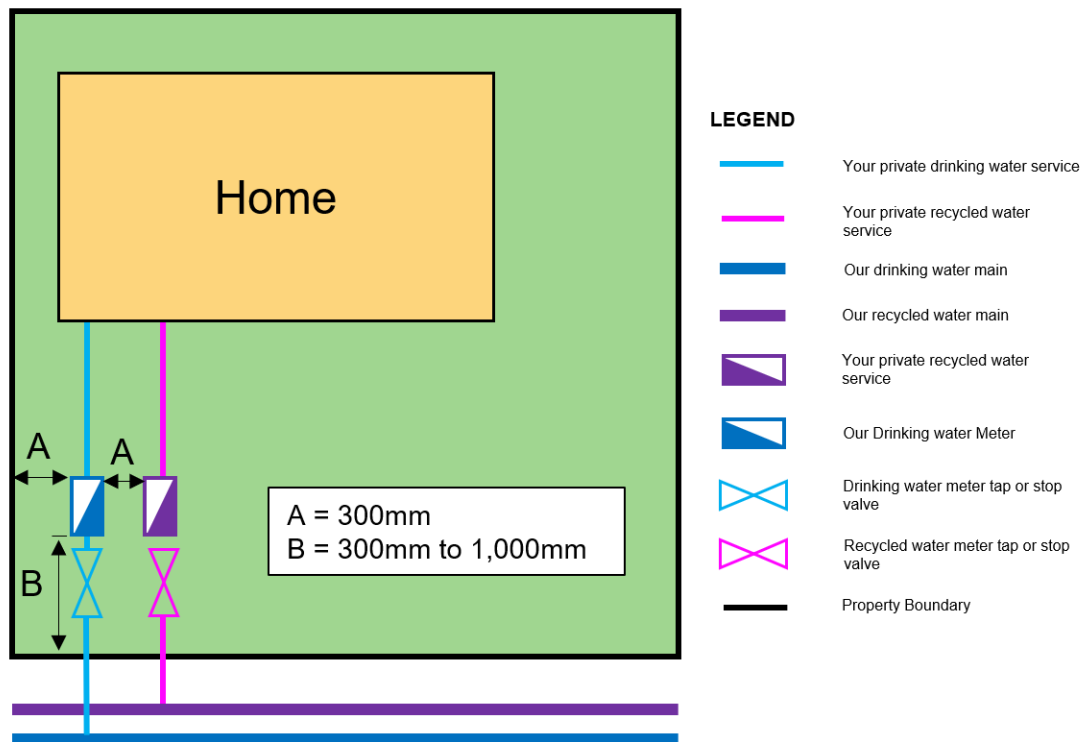 Home
A
A
B
A = 300mm
B = 300mm to 1,000mm
LEGEND
Your private drinking water service
Your private recycled water
service
Our drinking water main
Our recycled water main
Your private recycled water
service
Our Drinking water Meter
Drinking water meter tap or stop
valve
Recycled water meter tap or stop
valve
Property Boundary